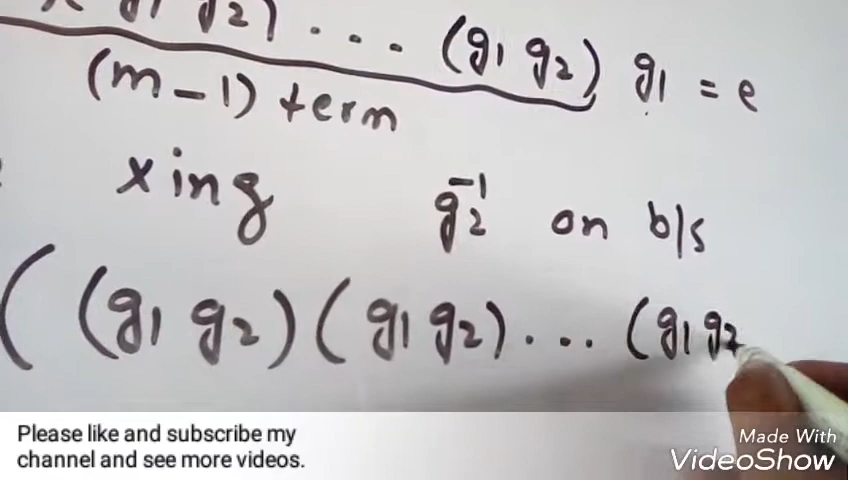 g1 g2) ... (g1 g2) g1 = e
(m-1) term
xing g2^-1 on b/s
( (g1 g2) (g1 g2) ... (g1 g2
Please like and subscribe my
channel and see more videos.
Made With
VideoShow